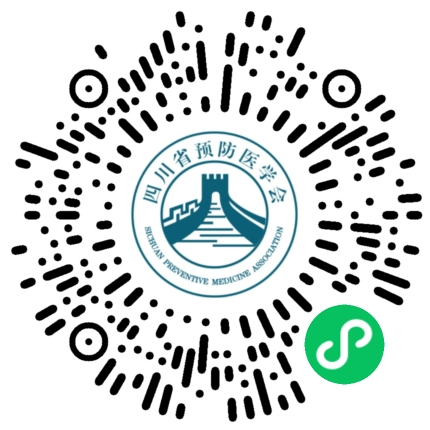 四川省预防医学会
SICHUAN PREVENTIVE MEDICINE ASSOCIATION